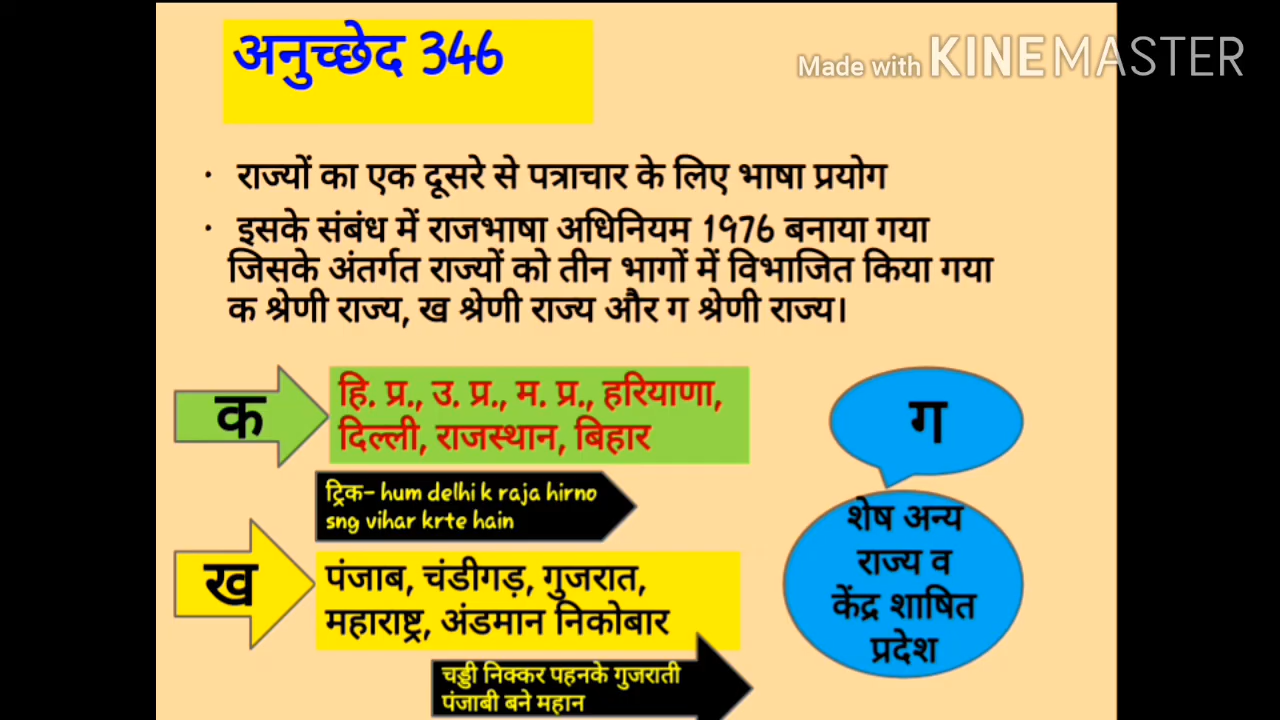 अनुच्छेद 346
Made with KINEMASTER
· राज्यों का एक दूसरे से पत्राचार के लिए भाषा प्रयोग
· इसके संबंध में राजभाषा अधिनियम 1976 बनाया गया
जिसके अंतर्गत राज्यों को तीन भागों में विभाजित किया गया
क श्रेणी राज्य, ख श्रेणी राज्य और ग श्रेणी राज्य।
क
हि. प्र., उ. प्र., म. प्र., हरियाणा,
दिल्ली, राजस्थान, बिहार
ट्रिक- hum delhi k raja hirno
sng vihar krte hain
ख
पंजाब, चंडीगड़, गुजरात,
महाराष्ट्र, अंडमान निकोबार
चड्डी निक्कर पहनके गुजराती
पंजाबी बने महान
ग
शेष अन्य
राज्य व
केंद्र शाषित
प्रदेश